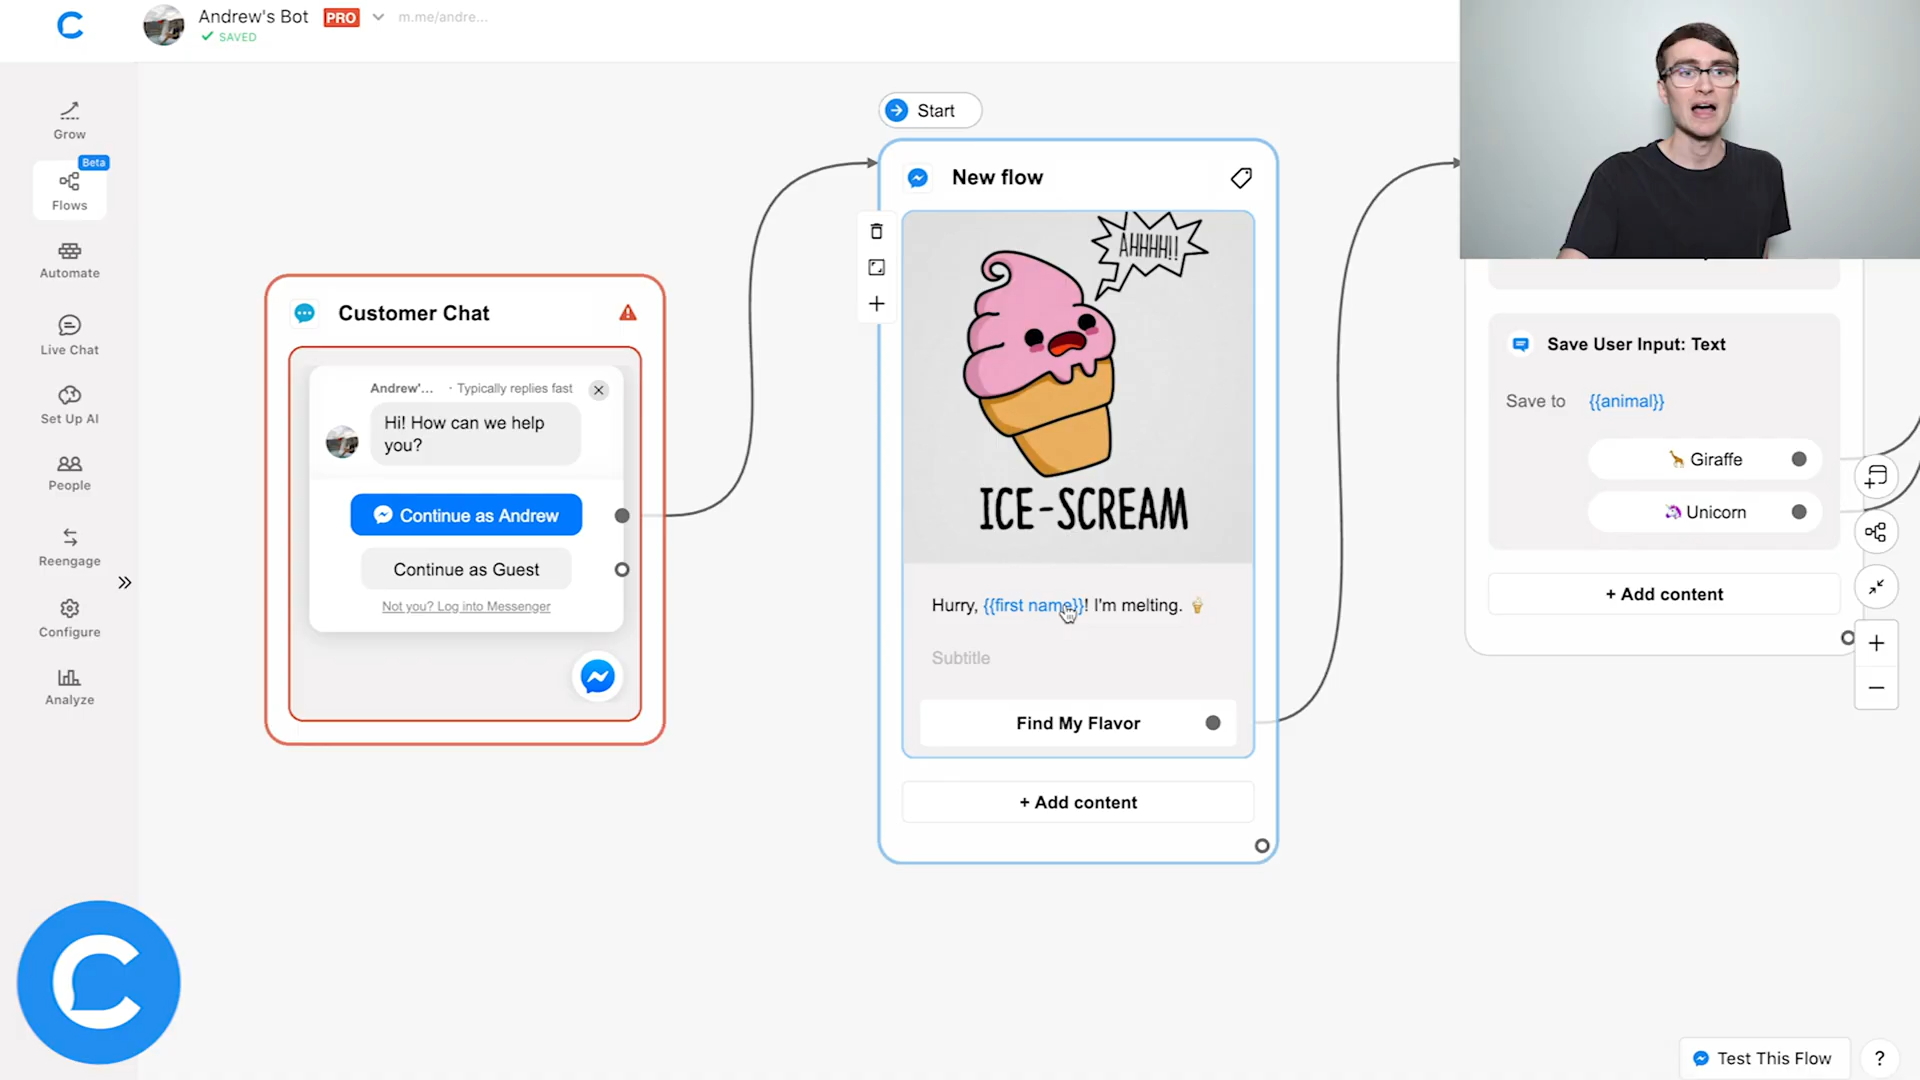 Andrew's Bot PRO m.me/andre...
SAVED
Grow
Beta
Flows
Automate
Live Chat
Set Up AI
People
Reengage
Configure
Analyze
Customer Chat
Andrew'... · Typically replies fast
Hi! How can we help
you?
Continue as Andrew
Continue as Guest
Not you? Log into Messenger
Start
New flow
AHHHH!!
ICE-SCREAM
Hurry, {{first name}}! I'm melting. 🍦
Subtitle
Find My Flavor
+ Add content
Save User Input: Text
Save to {{animal}}
🦒 Giraffe
🦄 Unicorn
+ Add content
Test This Flow ?